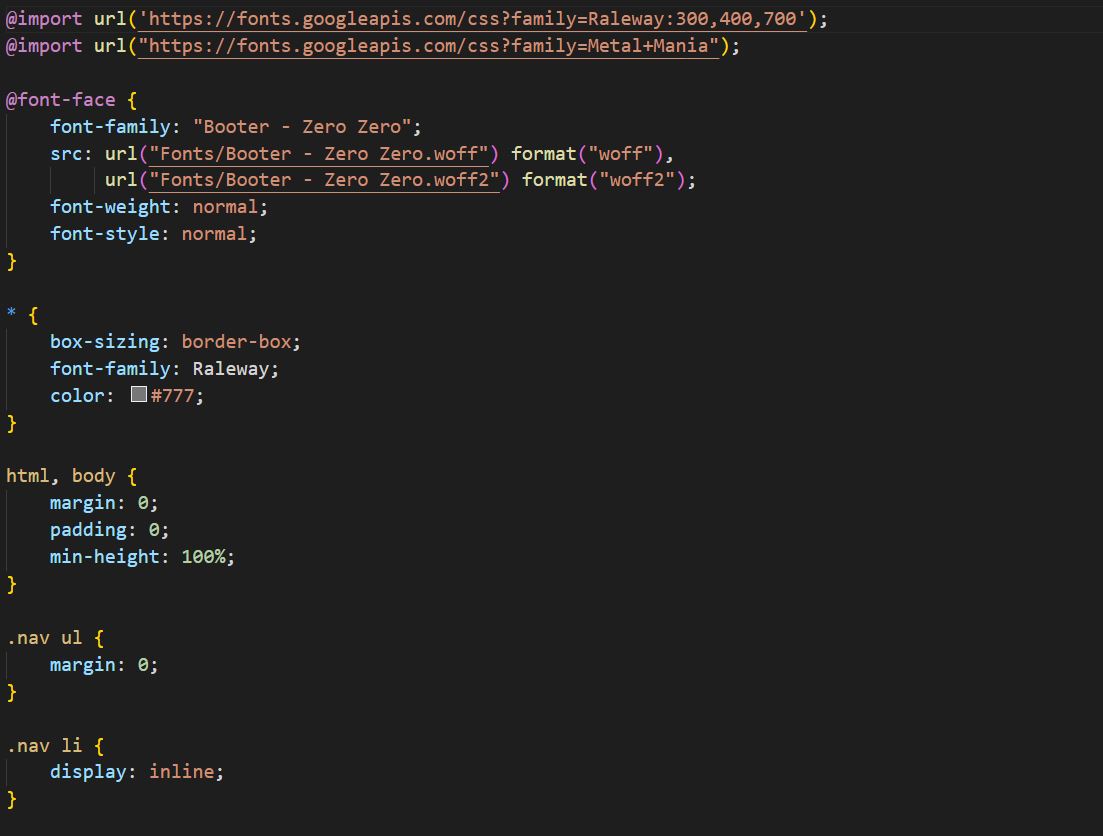 @import url('https://fonts.googleapis.com/css?family=Raleway:300,400,700');
@import url("https://fonts.googleapis.com/css?family=Metal+Mania");

@font-face {
    font-family: "Booter - Zero Zero";
    src: url("Fonts/Booter - Zero Zero.woff") format("woff"),
         url("Fonts/Booter - Zero Zero.woff2") format("woff2");
    font-weight: normal;
    font-style: normal;
}

* {
    box-sizing: border-box;
    font-family: Raleway;
    color: #777;
}

html, body {
    margin: 0;
    padding: 0;
    min-height: 100%;
}

.nav ul {
    margin: 0;
}

.nav li {
    display: inline;
}